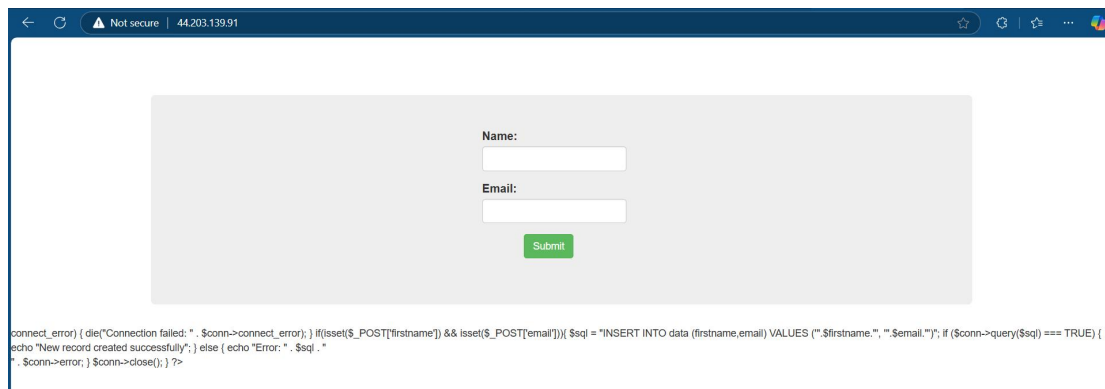 Not secure | 44.203.139.91
Name:
Email:
Submit
connect_error) { die("Connection failed: " . $conn->connect_error); } if(isset($_POST['firstname']) && isset($_POST['email'])){ $sql = "INSERT INTO data (firstname,email) VALUES ('".$firstname."', '".$email."')"; if ($conn->query($sql) === TRUE) {
echo "New record created successfully"; } else { echo "Error: " . $sql . "
" . $conn->error; } $conn->close(); } ?>